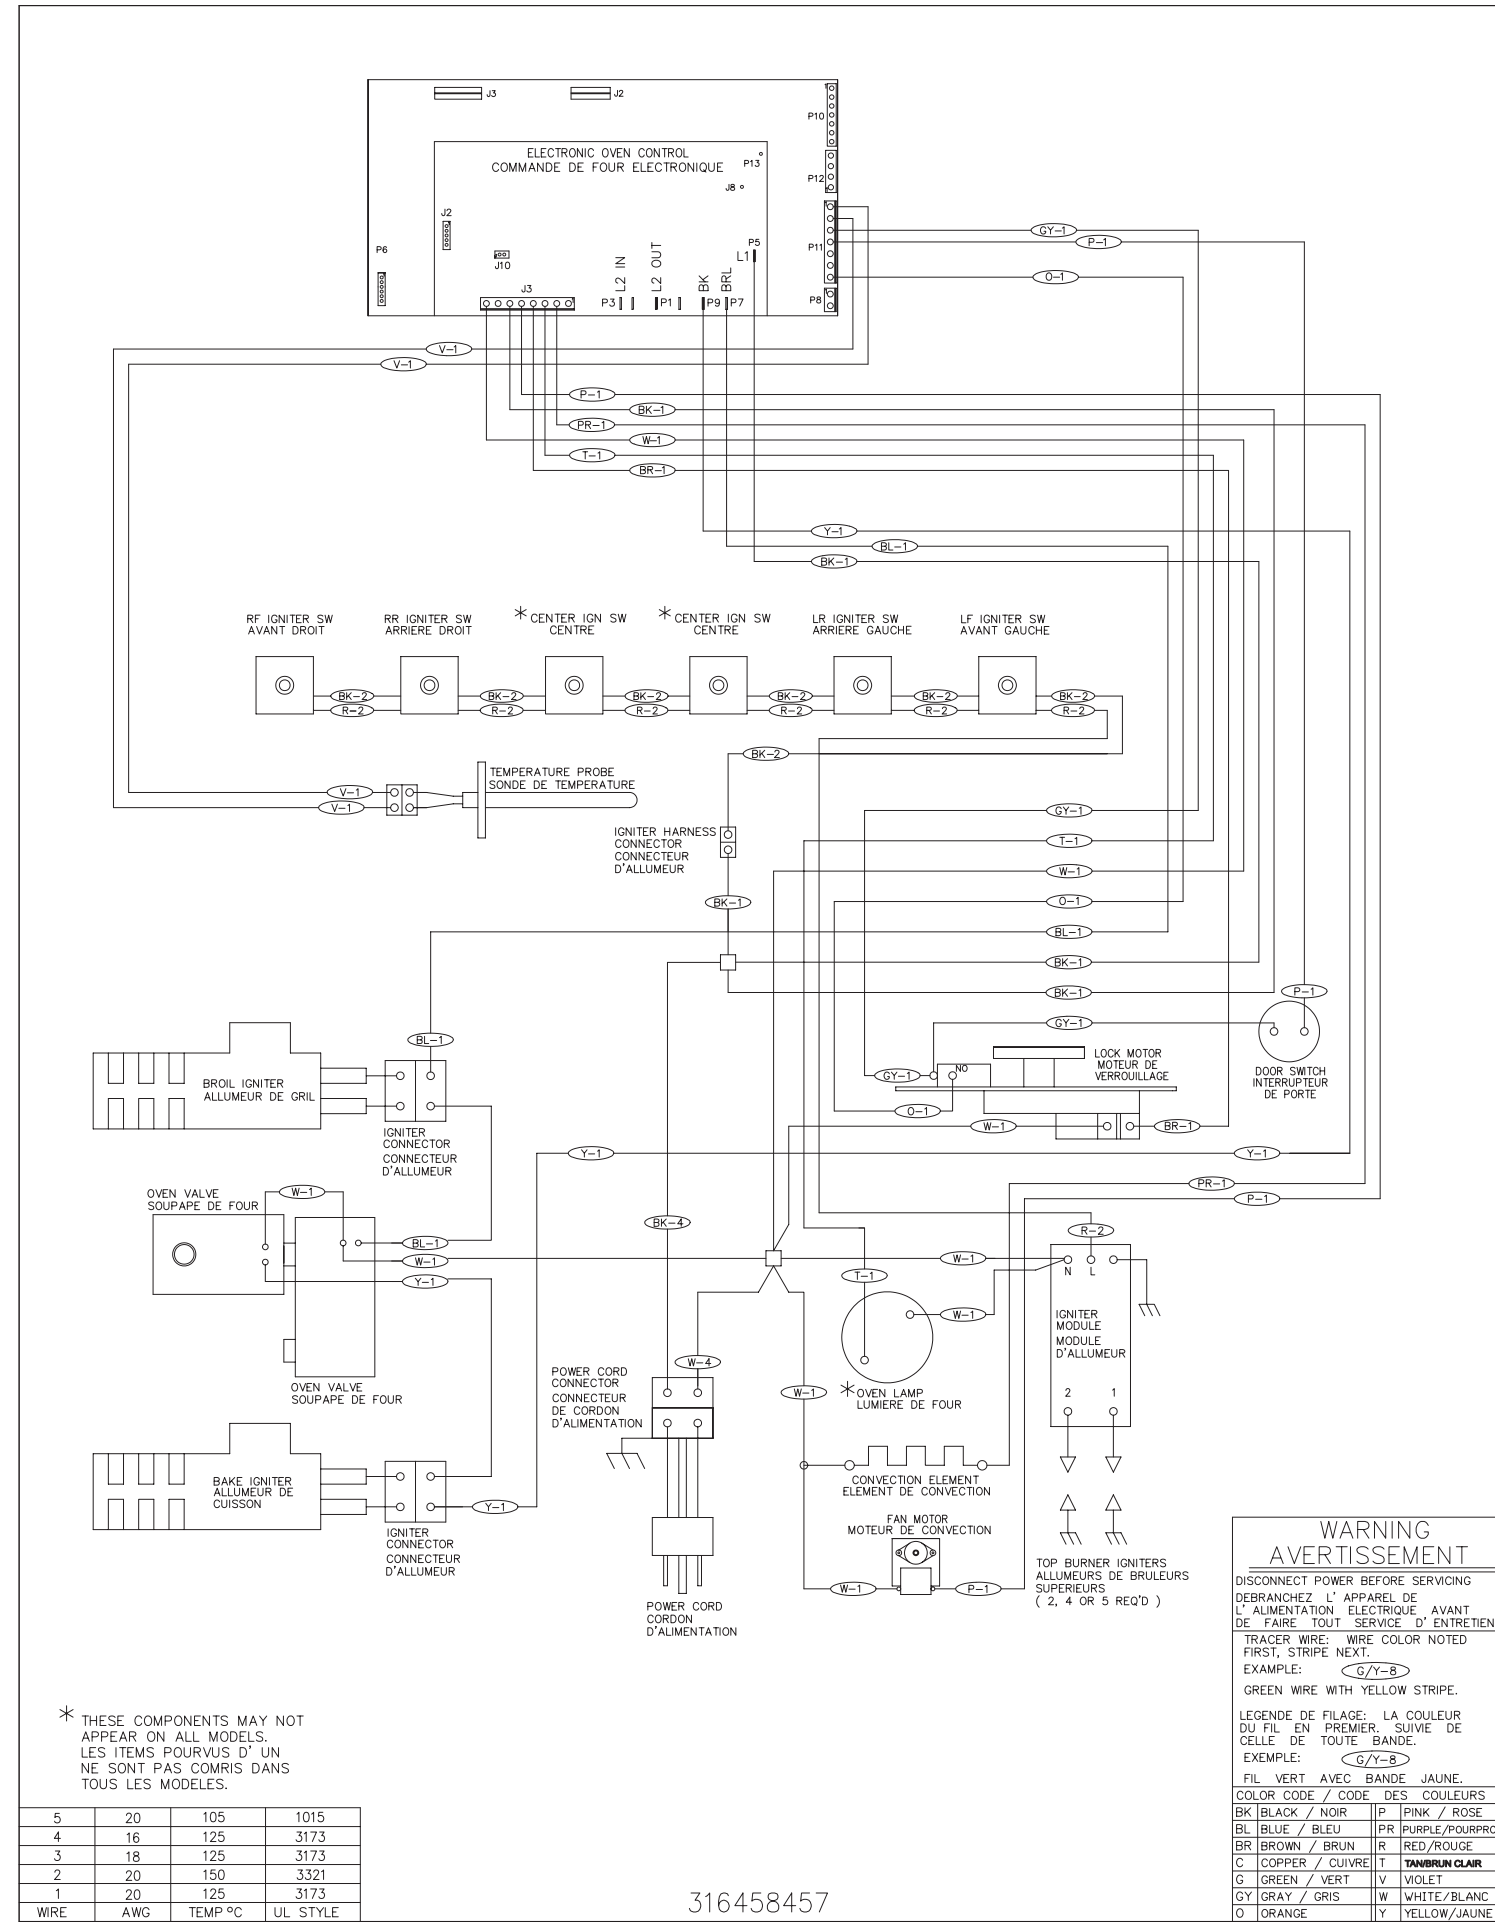 J3
J2
P10
ELECTRONIC OVEN CONTROL
COMMANDE DE FOUR ELECTRONIQUE
P13
P12
J8
J2
P6
P5
L1
P11
J10
L2 IN
L2 OUT
BK
BRL
J3
P3
P1
P9
P7
P8
GY-1
P-1
O-1
V-1
V-1
P-1
BK-1
PR-1
W-1
T-1
BR-1
Y-1
BL-1
BK-1
RF IGNITER SW
AVANT DROIT
RR IGNITER SW
ARRIERE DROIT
* CENTER IGN SW
CENTRE
* CENTER IGN SW
CENTRE
LR IGNITER SW
ARRIERE GAUCHE
LF IGNITER SW
AVANT GAUCHE
BK-2 BK-2 BK-2 BK-2 BK-2 BK-2
R-2 R-2 R-2 R-2 R-2 R-2
BK-2
TEMPERATURE PROBE
SONDE DE TEMPERATURE
V-1
V-1
IGNITER HARNESS
CONNECTOR
CONNECTEUR
D'ALLUMEUR
GY-1
T-1
W-1
BK-1
O-1
BL-1
BK-1
BK-1
P-1
GY-1
BL-1
BROIL IGNITER
ALLUMEUR DE GRIL
LOCK MOTOR
MOTEUR DE
VERROUILLAGE
NO
GY-1
DOOR SWITCH
INTERRUPTEUR
DE PORTE
O-1
W-1
BR-1
IGNITER
CONNECTOR
CONNECTEUR
D'ALLUMEUR
Y-1
Y-1
OVEN VALVE
SOUPAPE DE FOUR
W-1
PR-1
P-1
BK-4
R-2
BL-1
W-1
Y-1
W-1
N
L
T-1
W-1
IGNITER
MODULE
MODULE
D'ALLUMEUR
2
1
W-4
POWER CORD
CONNECTOR
CONNECTEUR
DE CORDON
D'ALIMENTATION
W-1
* OVEN LAMP
LUMIERE DE FOUR
OVEN VALVE
SOUPAPE DE FOUR
BAKE IGNITER
ALLUMEUR DE
CUISSON
CONVECTION ELEMENT
ELEMENT DE CONVECTION
Y-1
FAN MOTOR
MOTEUR DE CONVECTION
IGNITER
CONNECTOR
CONNECTEUR
D'ALLUMEUR
W-1
P-1
TOP BURNER IGNITERS
ALLUMEURS DE BRULEURS
SUPERIEURS
( 2, 4 OR 5 REQ'D )
POWER CORD
CORDON
D'ALIMENTATION
WARNING
AVERTISSEMENT
DISCONNECT POWER BEFORE SERVICING
DEBRANCHEZ L' APPAREL DE
L' ALIMENTATION ELECTRIQUE AVANT
DE FAIRE TOUT SERVICE D' ENTRETIEN
TRACER WIRE: WIRE COLOR NOTED
FIRST, STRIPE NEXT.
EXAMPLE: G/Y-8
GREEN WIRE WITH YELLOW STRIPE.
LEGENDE DE FILAGE: LA COULEUR
DU FIL EN PREMIER. SUIVIE DE
CELLE DE TOUTE BANDE.
EXEMPLE: G/Y-8
FIL VERT AVEC BANDE JAUNE.
COLOR CODE / CODE DES COULEURS
BK BLACK / NOIR P PINK / ROSE
BL BLUE / BLEU PR PURPLE/POURPRO
BR BROWN / BRUN R RED/ROUGE
C COPPER / CUIVRE T TAN/BRUN CLAIR
G GREEN / VERT V VIOLET
GY GRAY / GRIS W WHITE/BLANC
O ORANGE Y YELLOW/JAUNE
* THESE COMPONENTS MAY NOT
APPEAR ON ALL MODELS.
LES ITEMS POURVUS D' UN
NE SONT PAS COMRIS DANS
TOUS LES MODELES.
5 20 105 1015
4 16 125 3173
3 18 125 3173
2 20 150 3321
1 20 125 3173
WIRE AWG TEMP °C UL STYLE
316458457